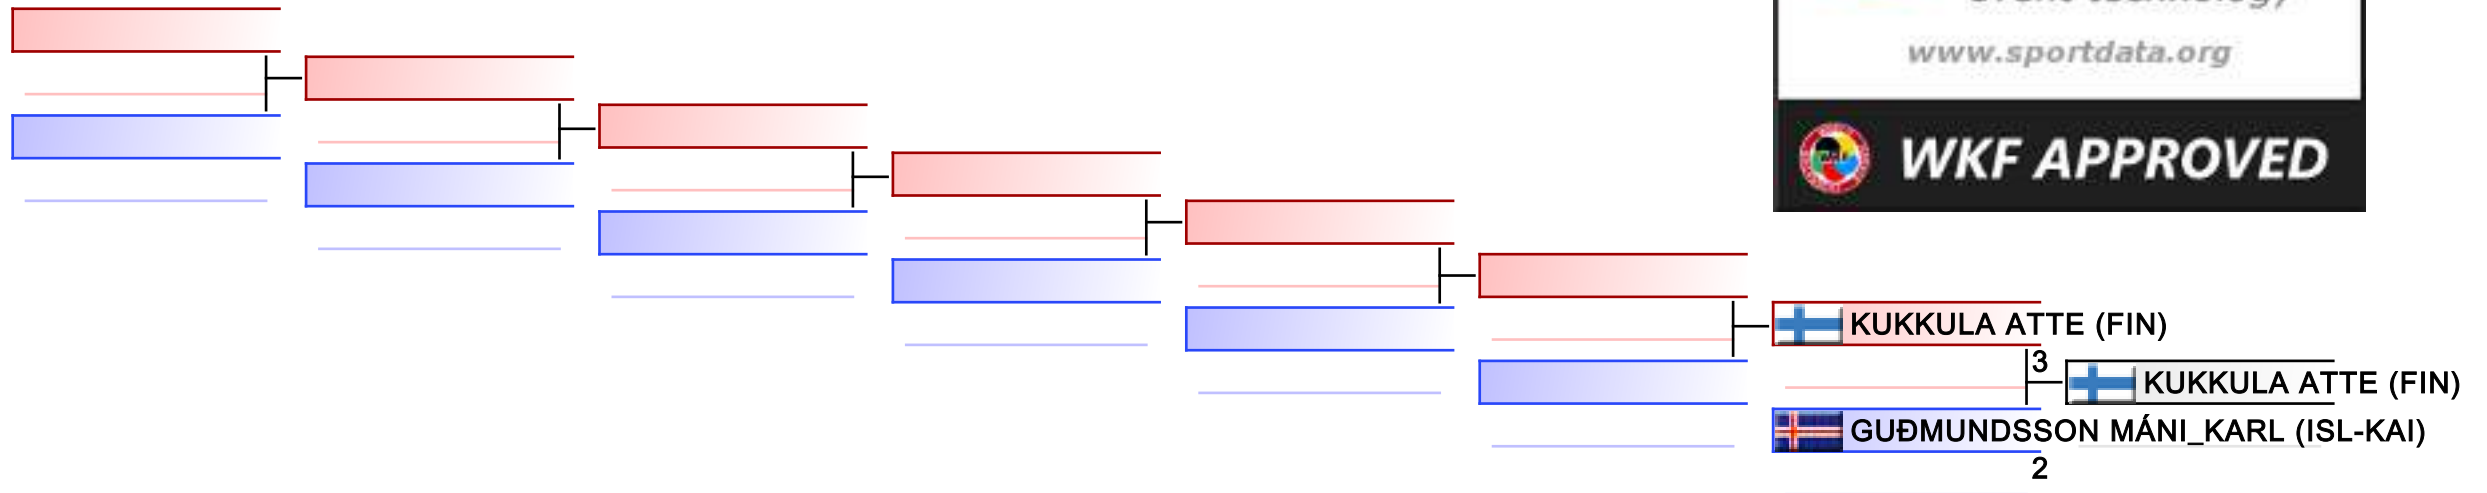 www.sportdata.org
WKF APPROVED
KUKKULA ATTE (FIN)
3
KUKKULA ATTE (FIN)
GUÐMUNDSSON MÁNI_KARL (ISL-KAI)
2